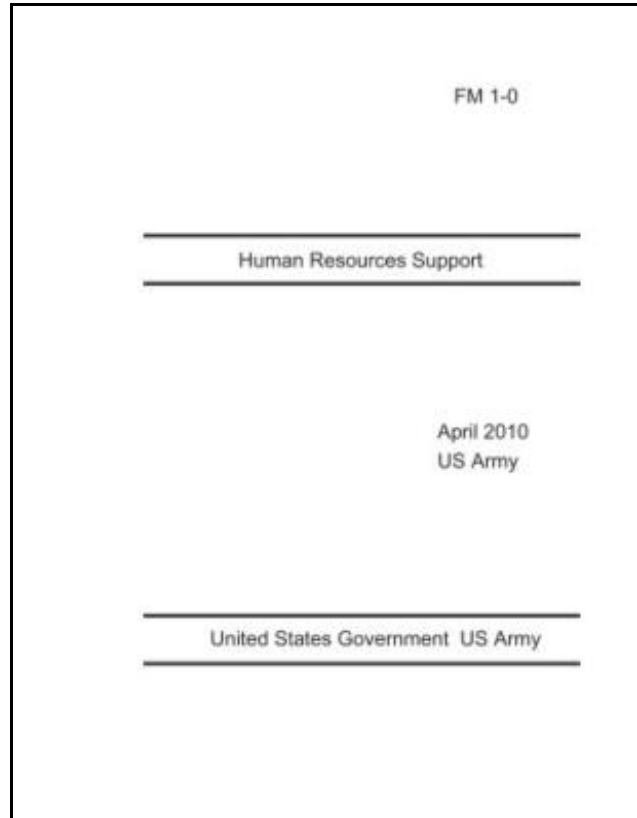 FM 1-0
Human Resources Support
April 2010
US Army
United States Government US Army